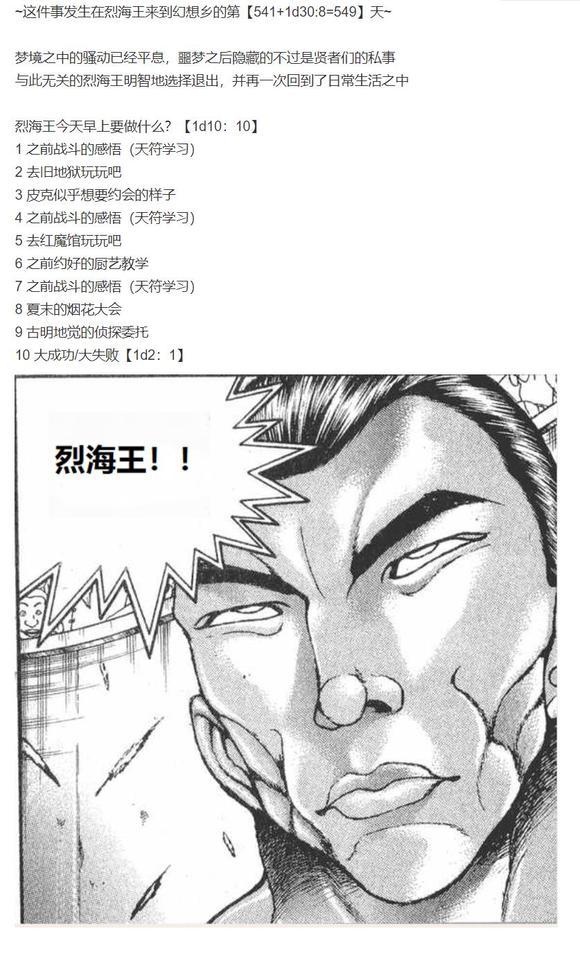 ~这件事发生在烈海王来到幻想乡的第【541+1d30:8=549】天~
梦境之中的骚动已经平息，噩梦之后隐藏的不过是贤者们的私事
与此无关的烈海王明智地选择退出，并再一次回到了日常生活之中
烈海王今天早上要做什么？【1d10：10】
1 之前战斗的感悟（天符学习）
2 去旧地狱玩玩吧
3 皮克似乎想要约会的样子
4 之前战斗的感悟（天符学习）
5 去红魔馆玩玩吧
6 之前约好的厨艺教学
7 之前战斗的感悟（天符学习）
8 夏末的烟花大会
9 古明地觉的侦探委托
10 大成功/大失败【1d2：1】
烈海王！！